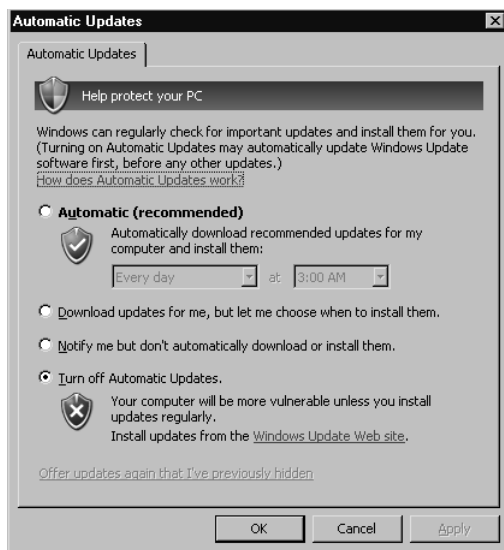 Automatic Updates
Automatic Updates
Help protect your PC
Windows can regularly check for important updates and install them for you.
(Turning on Automatic Updates may automatically update Windows Update
software first, before any other updates.)
How does Automatic Updates work?
Automatic (recommended)
Automatically download recommended updates for my
computer and install them:
Every day at 3:00 AM
Download updates for me, but let me choose when to install them.
Notify me but don't automatically download or install them.
Turn off Automatic Updates.
Your computer will be more vulnerable unless you install
updates regularly.
Install updates from the Windows Update Web site.
Offer updates again that I've previously hidden
OK Cancel Apply